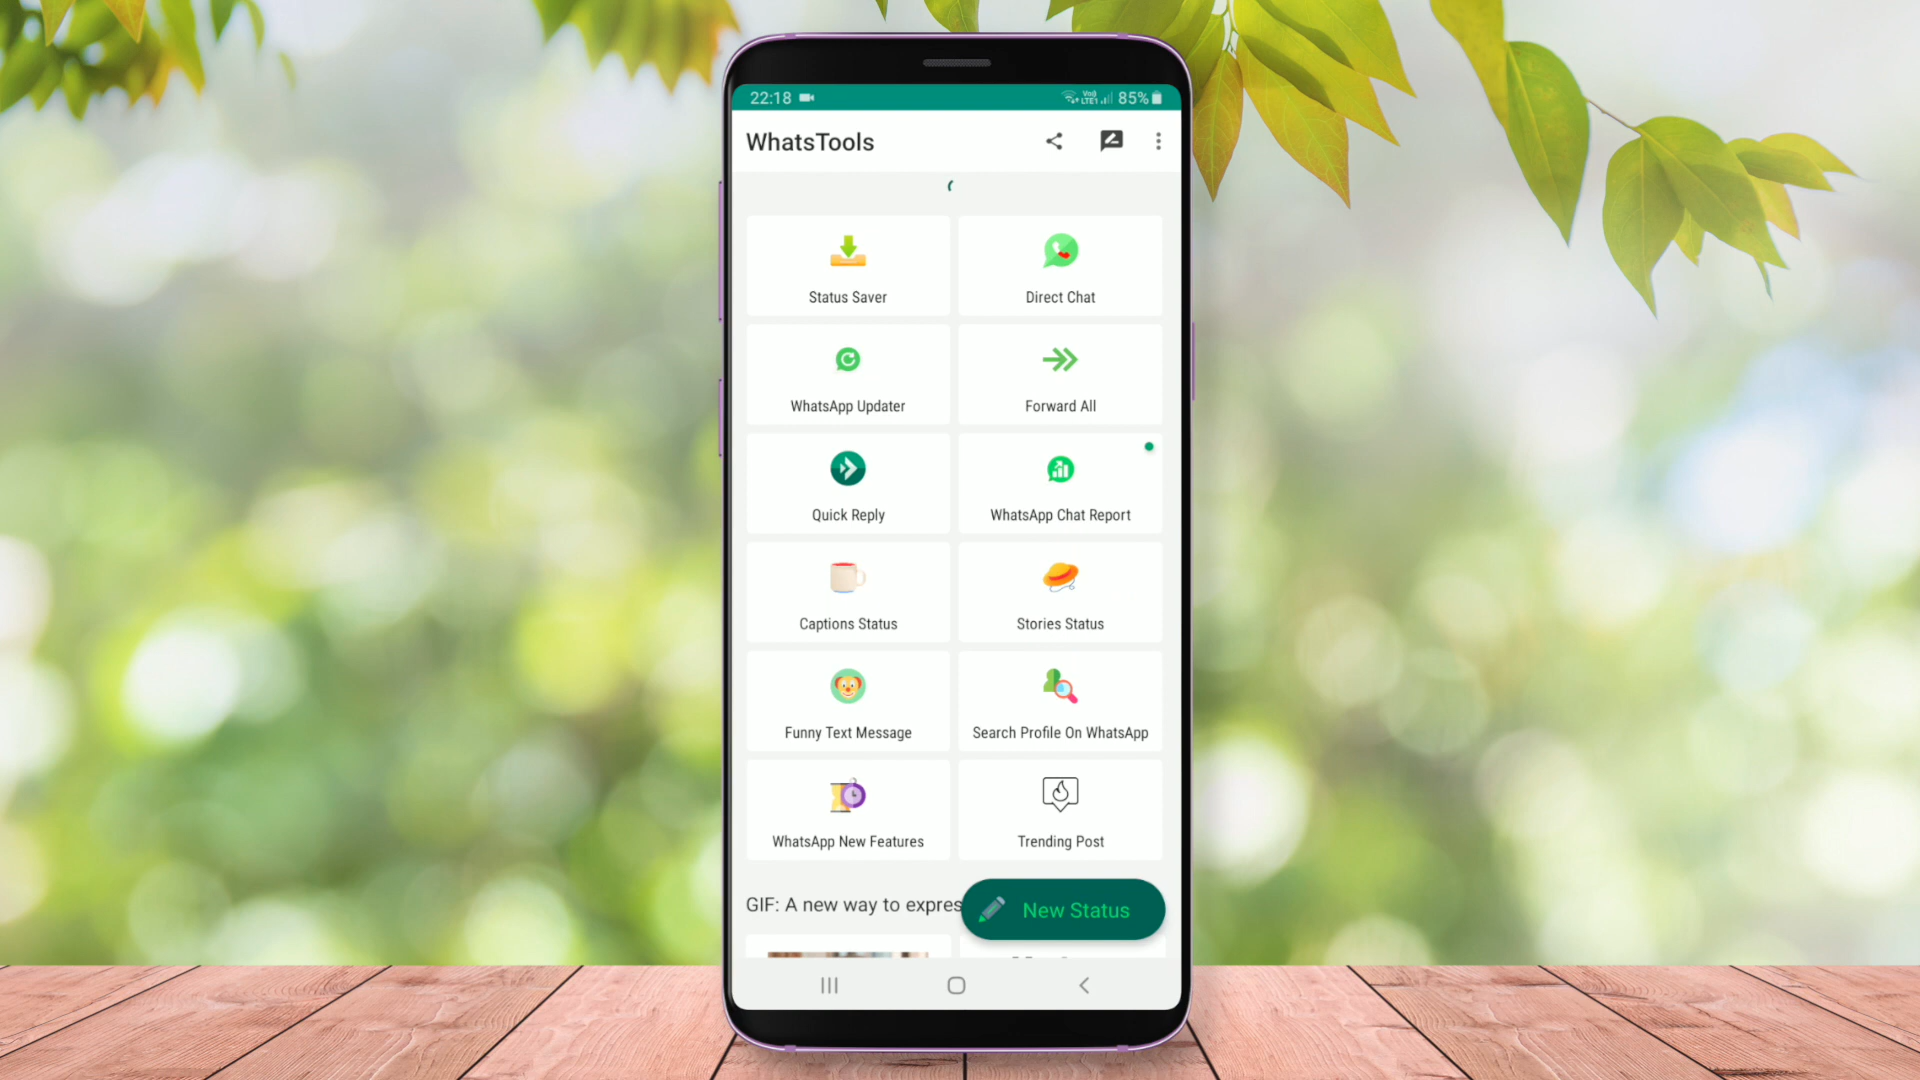 22:18 Vo) LTE1 85%
WhatsTools
Status Saver Direct Chat
WhatsApp Updater Forward All
Quick Reply WhatsApp Chat Report
Captions Status Stories Status
Funny Text Message Search Profile On WhatsApp
WhatsApp New Features Trending Post
GIF: A new way to expres
New Status